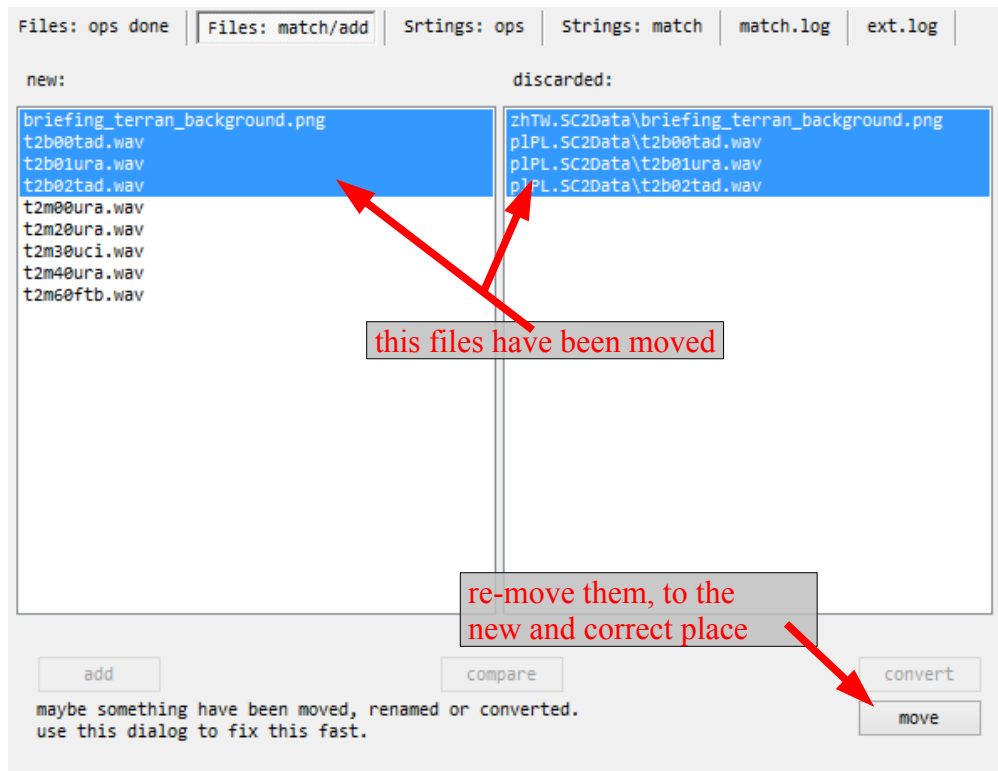 Files: ops done
Files: match/add
Srtings: ops
Strings: match
match.log
ext.log
new:
discarded:
briefing_terran_background.png
t2b00tad.wav
t2b01ura.wav
t2b02tad.wav
t2m00ura.wav
t2m20ura.wav
t2m30uci.wav
t2m40ura.wav
t2m60ftb.wav
zhTW.SC2Data\briefing_terran_background.png
plPL.SC2Data\t2b00tad.wav
plPL.SC2Data\t2b01ura.wav
plPL.SC2Data\t2b02tad.wav
this files have been moved
re-move them, to the
new and correct place
add
compare
convert
maybe something have been moved, renamed or converted.
use this dialog to fix this fast.
move